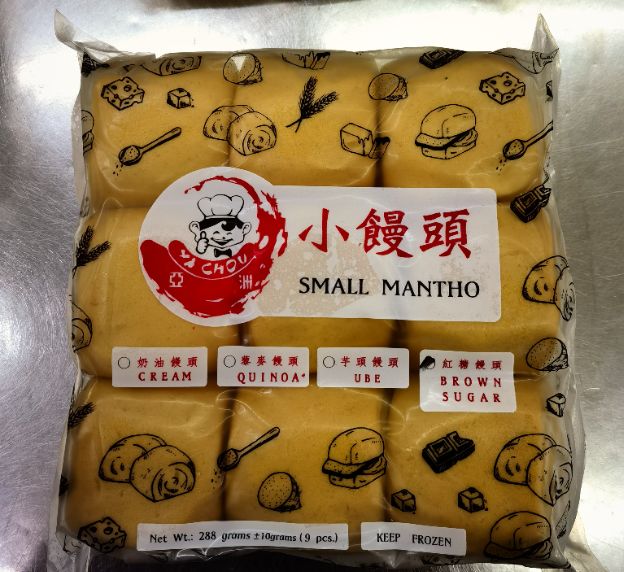 小饅頭
YA CHOU
亞洲
SMALL MANTHO
奶油饅頭
CREAM
藜麥饅頭
QUINOA
芋頭饅頭
UBE
紅糖饅頭
BROWN
SUGAR
Net Wt.: 288 grams ±10grams (9 pcs.)
KEEP FROZEN